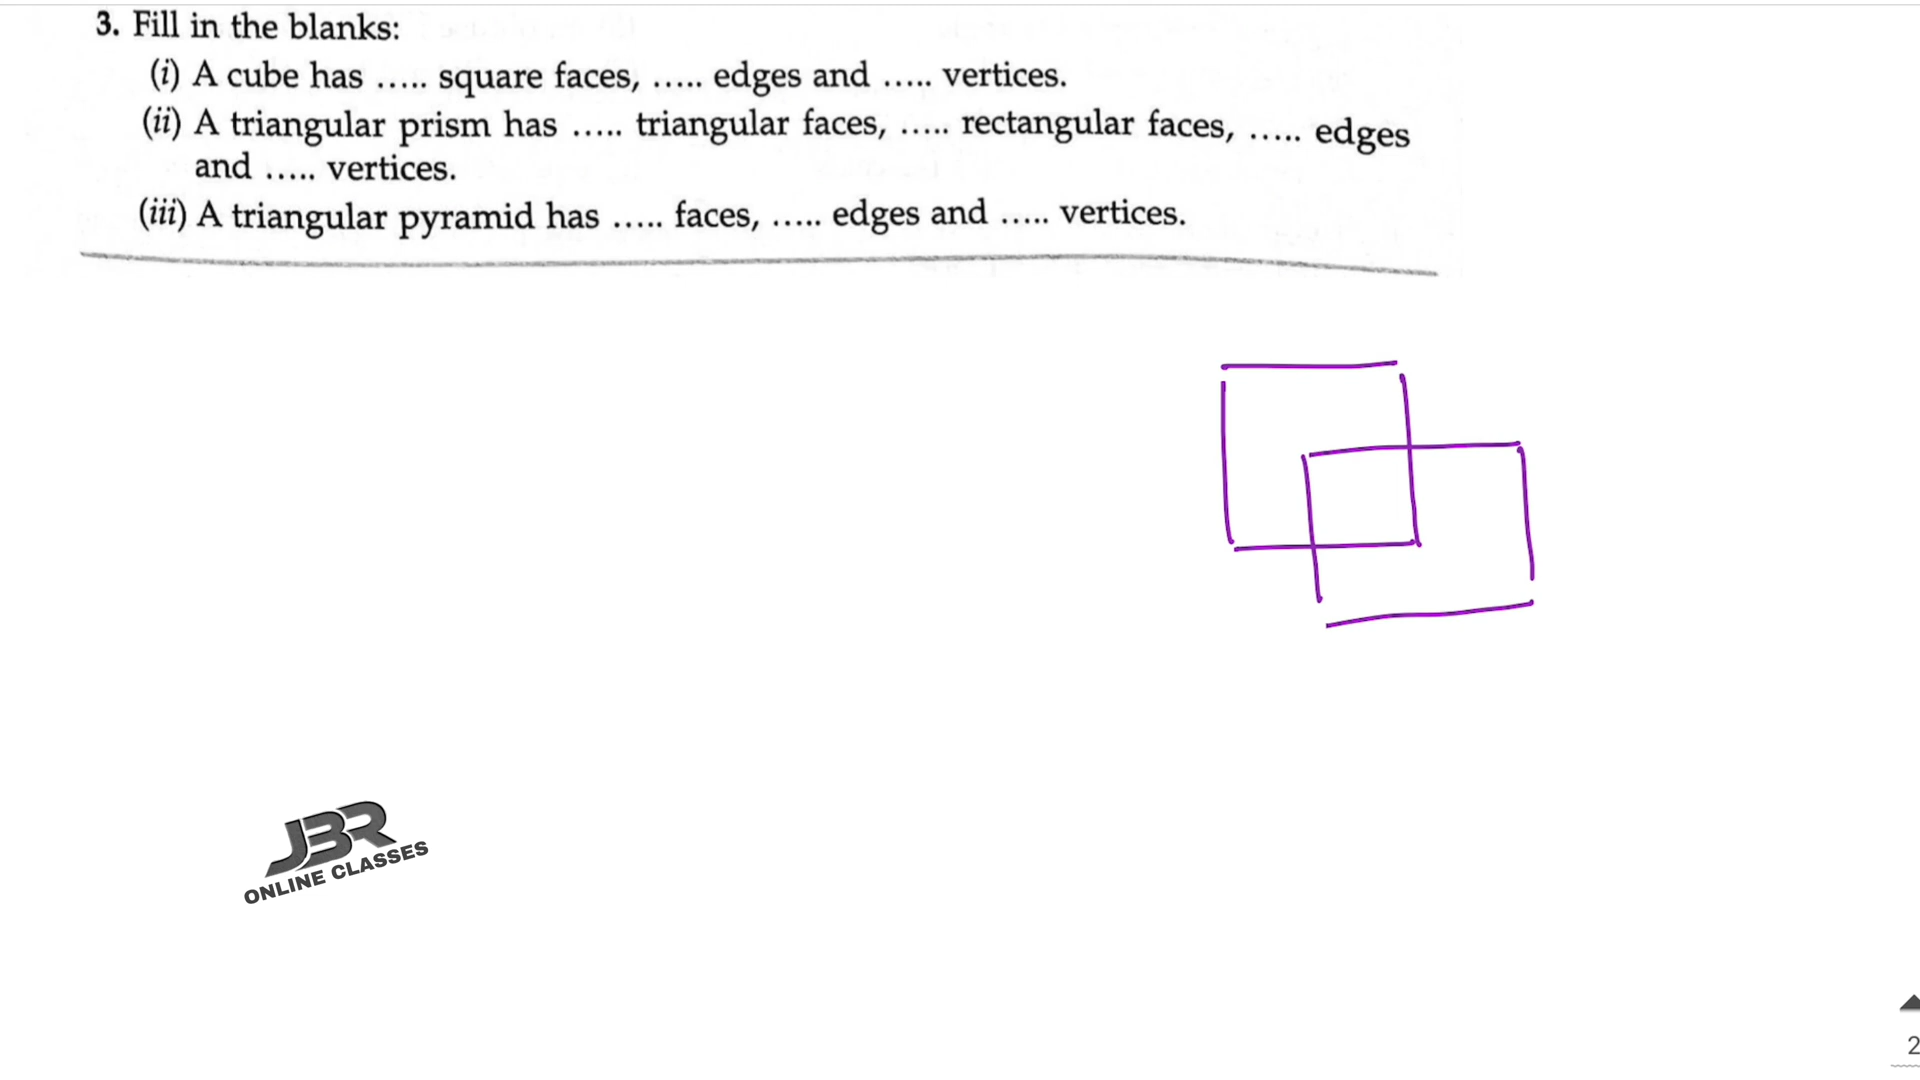 3. Fill in the blanks:
(i) A cube has ..... square faces, ..... edges and ..... vertices.
(ii) A triangular prism has ..... triangular faces, ..... rectangular faces, ..... edges
and ..... vertices.
(iii) A triangular pyramid has ..... faces, ..... edges and ..... vertices.
JBR
ONLINE CLASSES
2